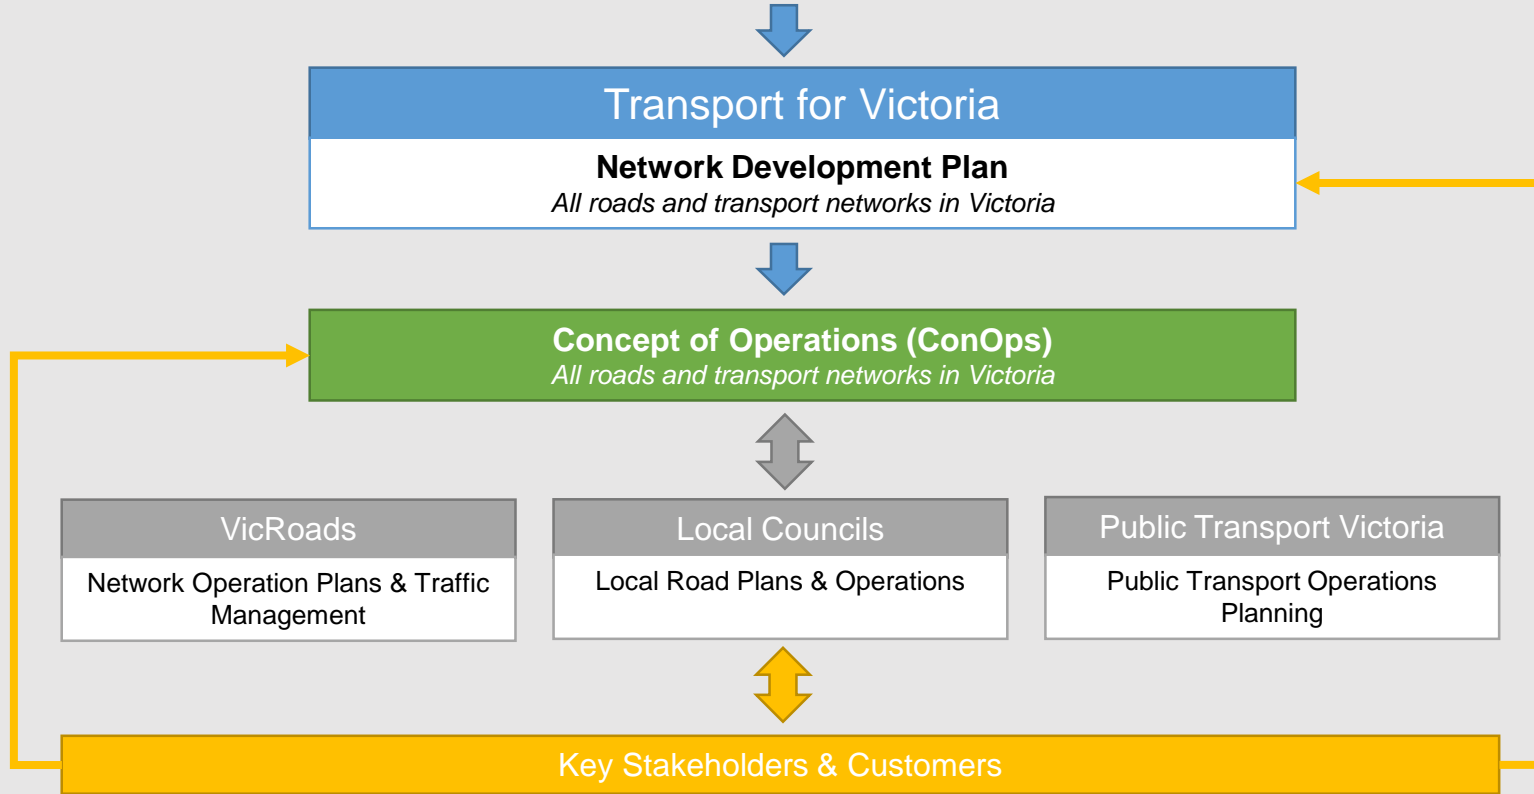 Transport for Victoria
Network Development Plan
All roads and transport networks in Victoria
Concept of Operations (ConOps)
All roads and transport networks in Victoria
VicRoads
Network Operation Plans & Traffic
Management
Local Councils
Local Road Plans & Operations
Public Transport Victoria
Public Transport Operations
Planning
Key Stakeholders & Customers